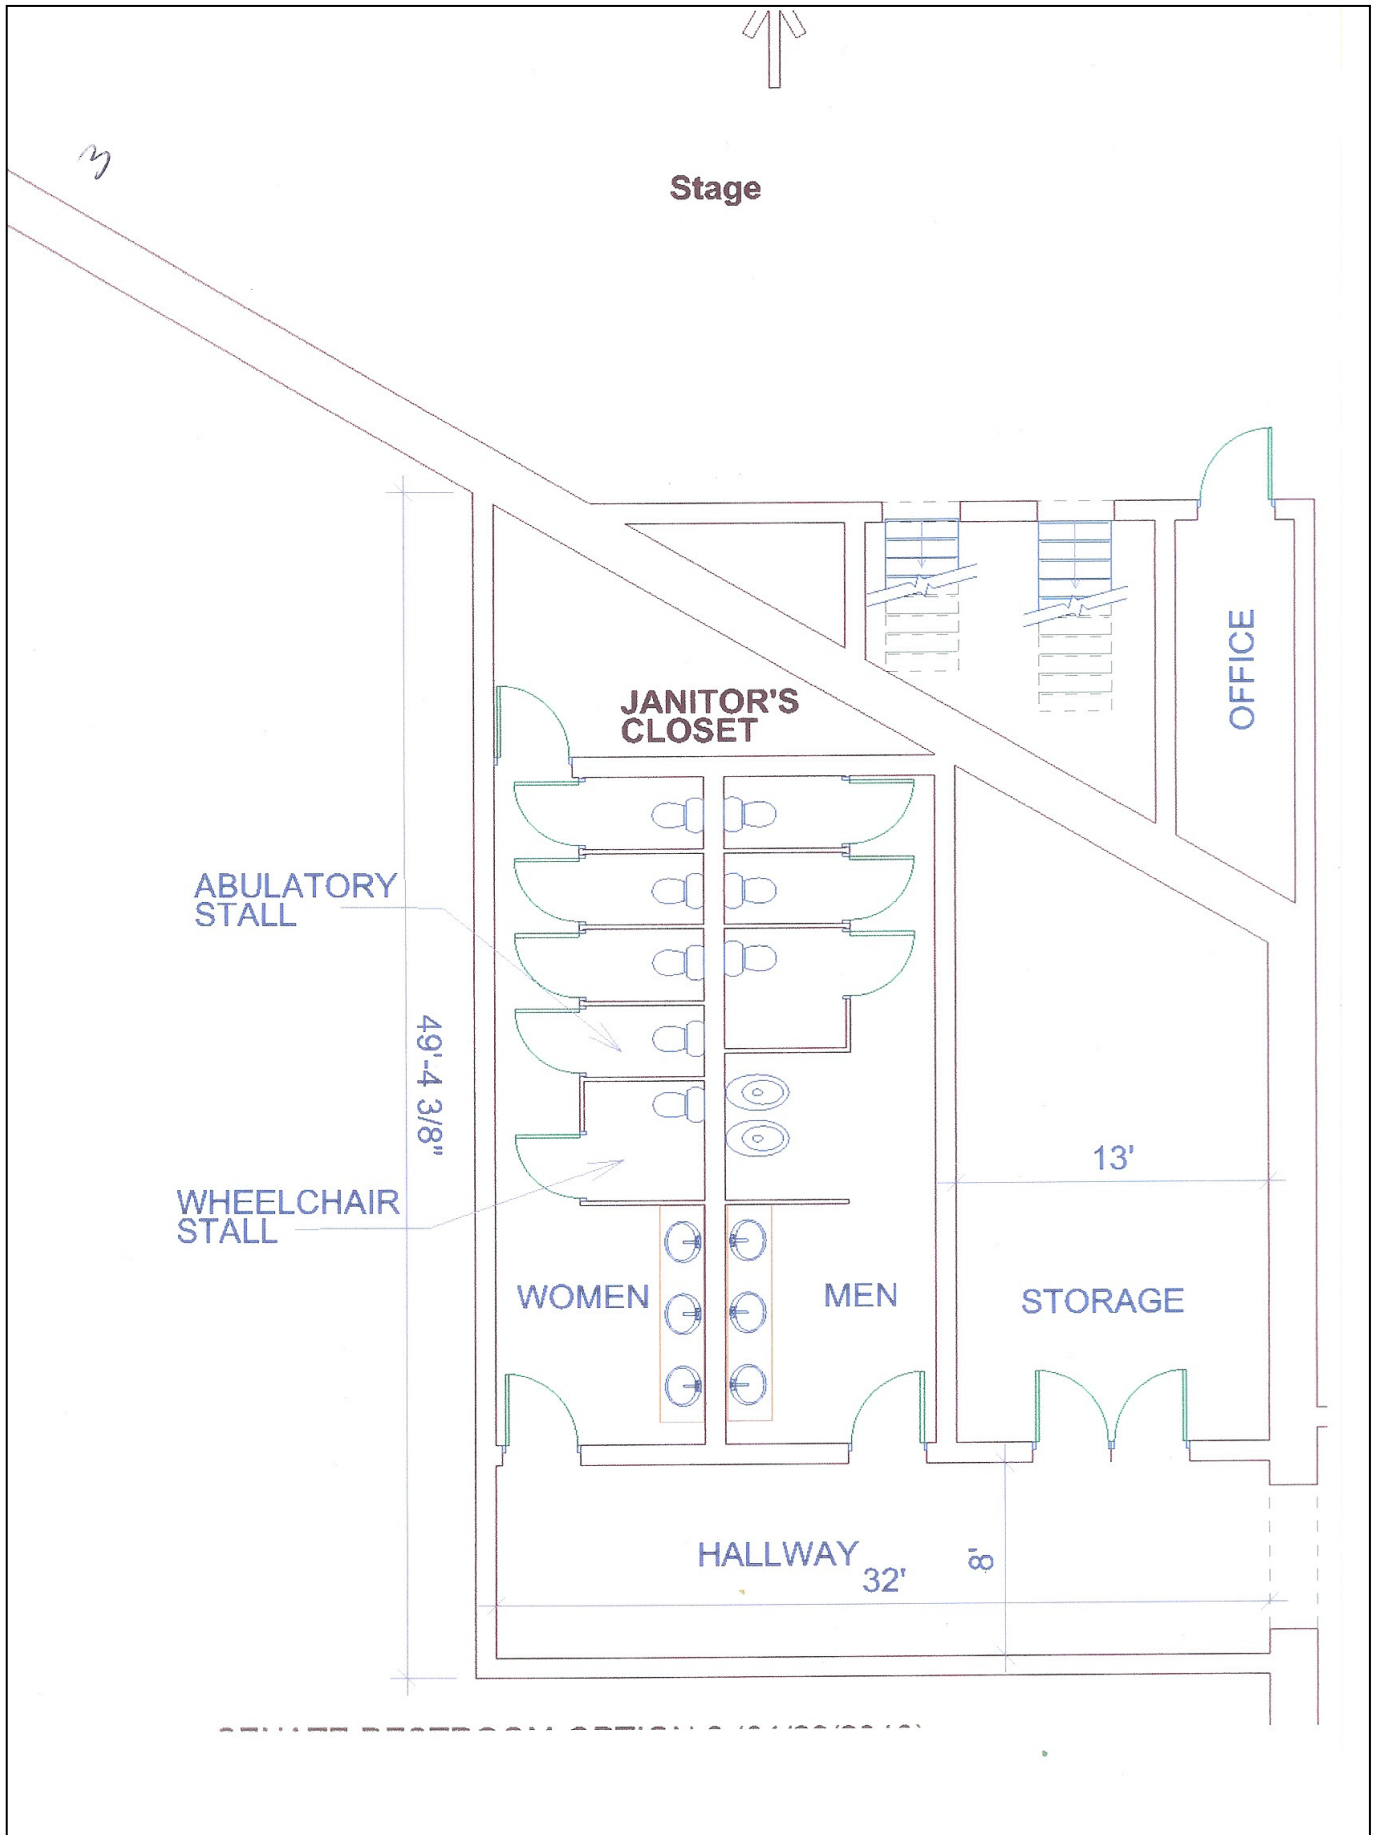 3
Stage
OFFICE
JANITOR'S
CLOSET
ABULATORY
STALL
49'-4 3/8"
13'
WHEELCHAIR
STALL
WOMEN
MEN
STORAGE
HALLWAY
32'
8'